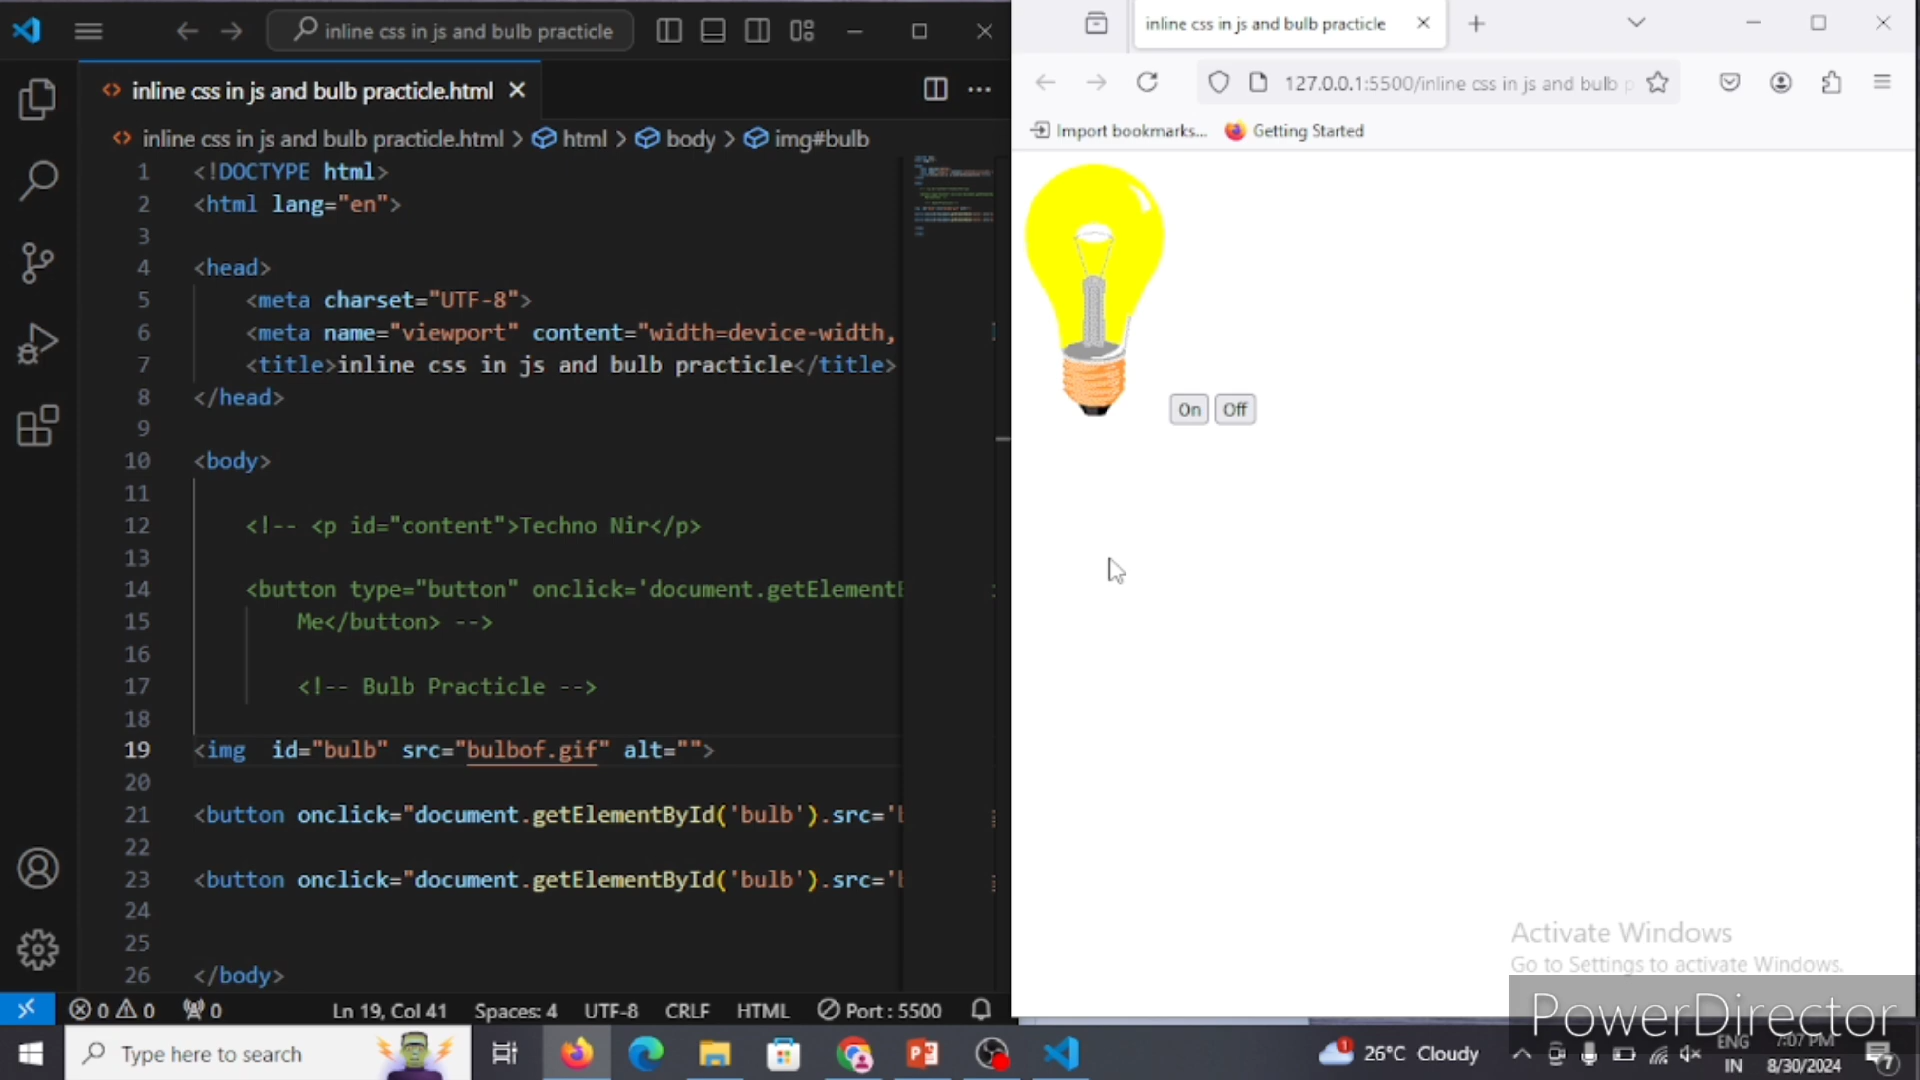 inline css in js and bulb practicle
inline css in js and bulb practicle.html
inline css in js and bulb practicle.html > html > body > img#bulb
1 <!DOCTYPE html>
2 <html lang="en">
3
4 <head>
5 <meta charset="UTF-8">
6 <meta name="viewport" content="width=device-width,
7 <title>inline css in js and bulb practicle</title>
8 </head>
9
10 <body>
11
12 <!-- <p id="content">Techno Nir</p>
13
14 <button type="button" onclick='document.getElement
15 Me</button> -->
16
17 <!-- Bulb Practicle -->
18
19 <img  id="bulb" src="bulbof.gif" alt="">
20
21 <button onclick="document.getElementById('bulb').src='
22
23 <button onclick="document.getElementById('bulb').src='
24
25
26 </body>
0 0 0 Ln 19, Col 41 Spaces: 4 UTF-8 CRLF HTML Port : 5500
inline css in js and bulb practicle
127.0.0.1:5500/inline css in js and bulb
Import bookmarks... Getting Started
On Off
Activate Windows
Go to Settings to activate Windows.
PowerDirector
Type here to search
1 26°C Cloudy
ENG
IN
7:07 PM
8/30/2024
7